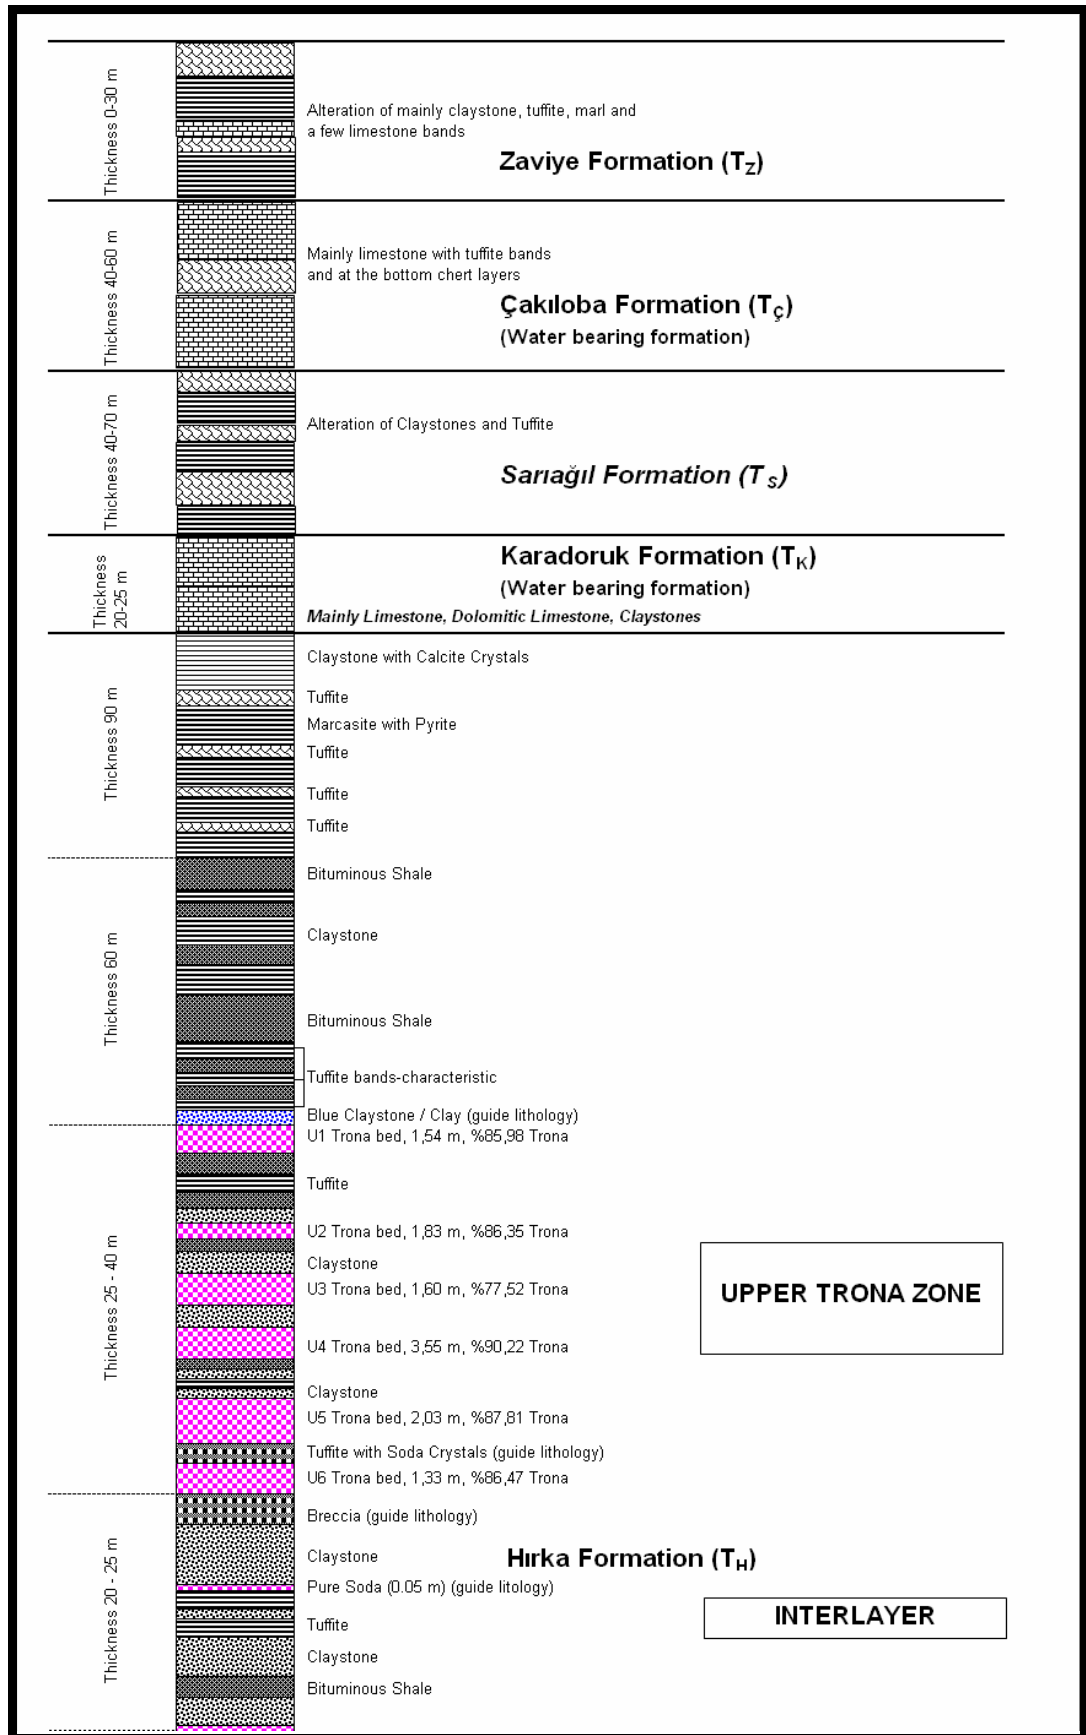 Thickness 0-30 m
Alteration of mainly claystone, tuffite, marl and
a few limestone bands
Zaviye Formation (TZ)
Thickness 40-60 m
Mainly limestone with tuffite bands
and at the bottom chert layers
Çakıloba Formation (TÇ)
(Water bearing formation)
Thickness 40-70 m
Alteration of Claystones and Tuffite
Sarıağıl Formation (T S)
Thickness
20-25 m
Karadoruk Formation (TK)
(Water bearing formation)
Mainly Limestone, Dolomitic Limestone, Claystones
Thickness 90 m
Claystone with Calcite Crystals
Tuffite
Marcasite with Pyrite
Tuffite
Tuffite
Tuffite
Thickness 60 m
Bituminous Shale
Claystone
Bituminous Shale
Tuffite bands-characteristic
Blue Claystone / Clay (guide lithology)
Thickness 25 - 40 m
U1 Trona bed, 1,54 m, %85,98 Trona
Tuffite
U2 Trona bed, 1,83 m, %86,35 Trona
Claystone
U3 Trona bed, 1,60 m, %77,52 Trona
UPPER TRONA ZONE
U4 Trona bed, 3,55 m, %90,22 Trona
Claystone
U5 Trona bed, 2,03 m, %87,81 Trona
Tuffite with Soda Crystals (guide lithology)
U6 Trona bed, 1,33 m, %86,47 Trona
Thickness 20 - 25 m
Breccia (guide lithology)
Claystone
Hırka Formation (TH)
Pure Soda (0.05 m) (guide litology)
INTERLAYER
Tuffite
Claystone
Bituminous Shale